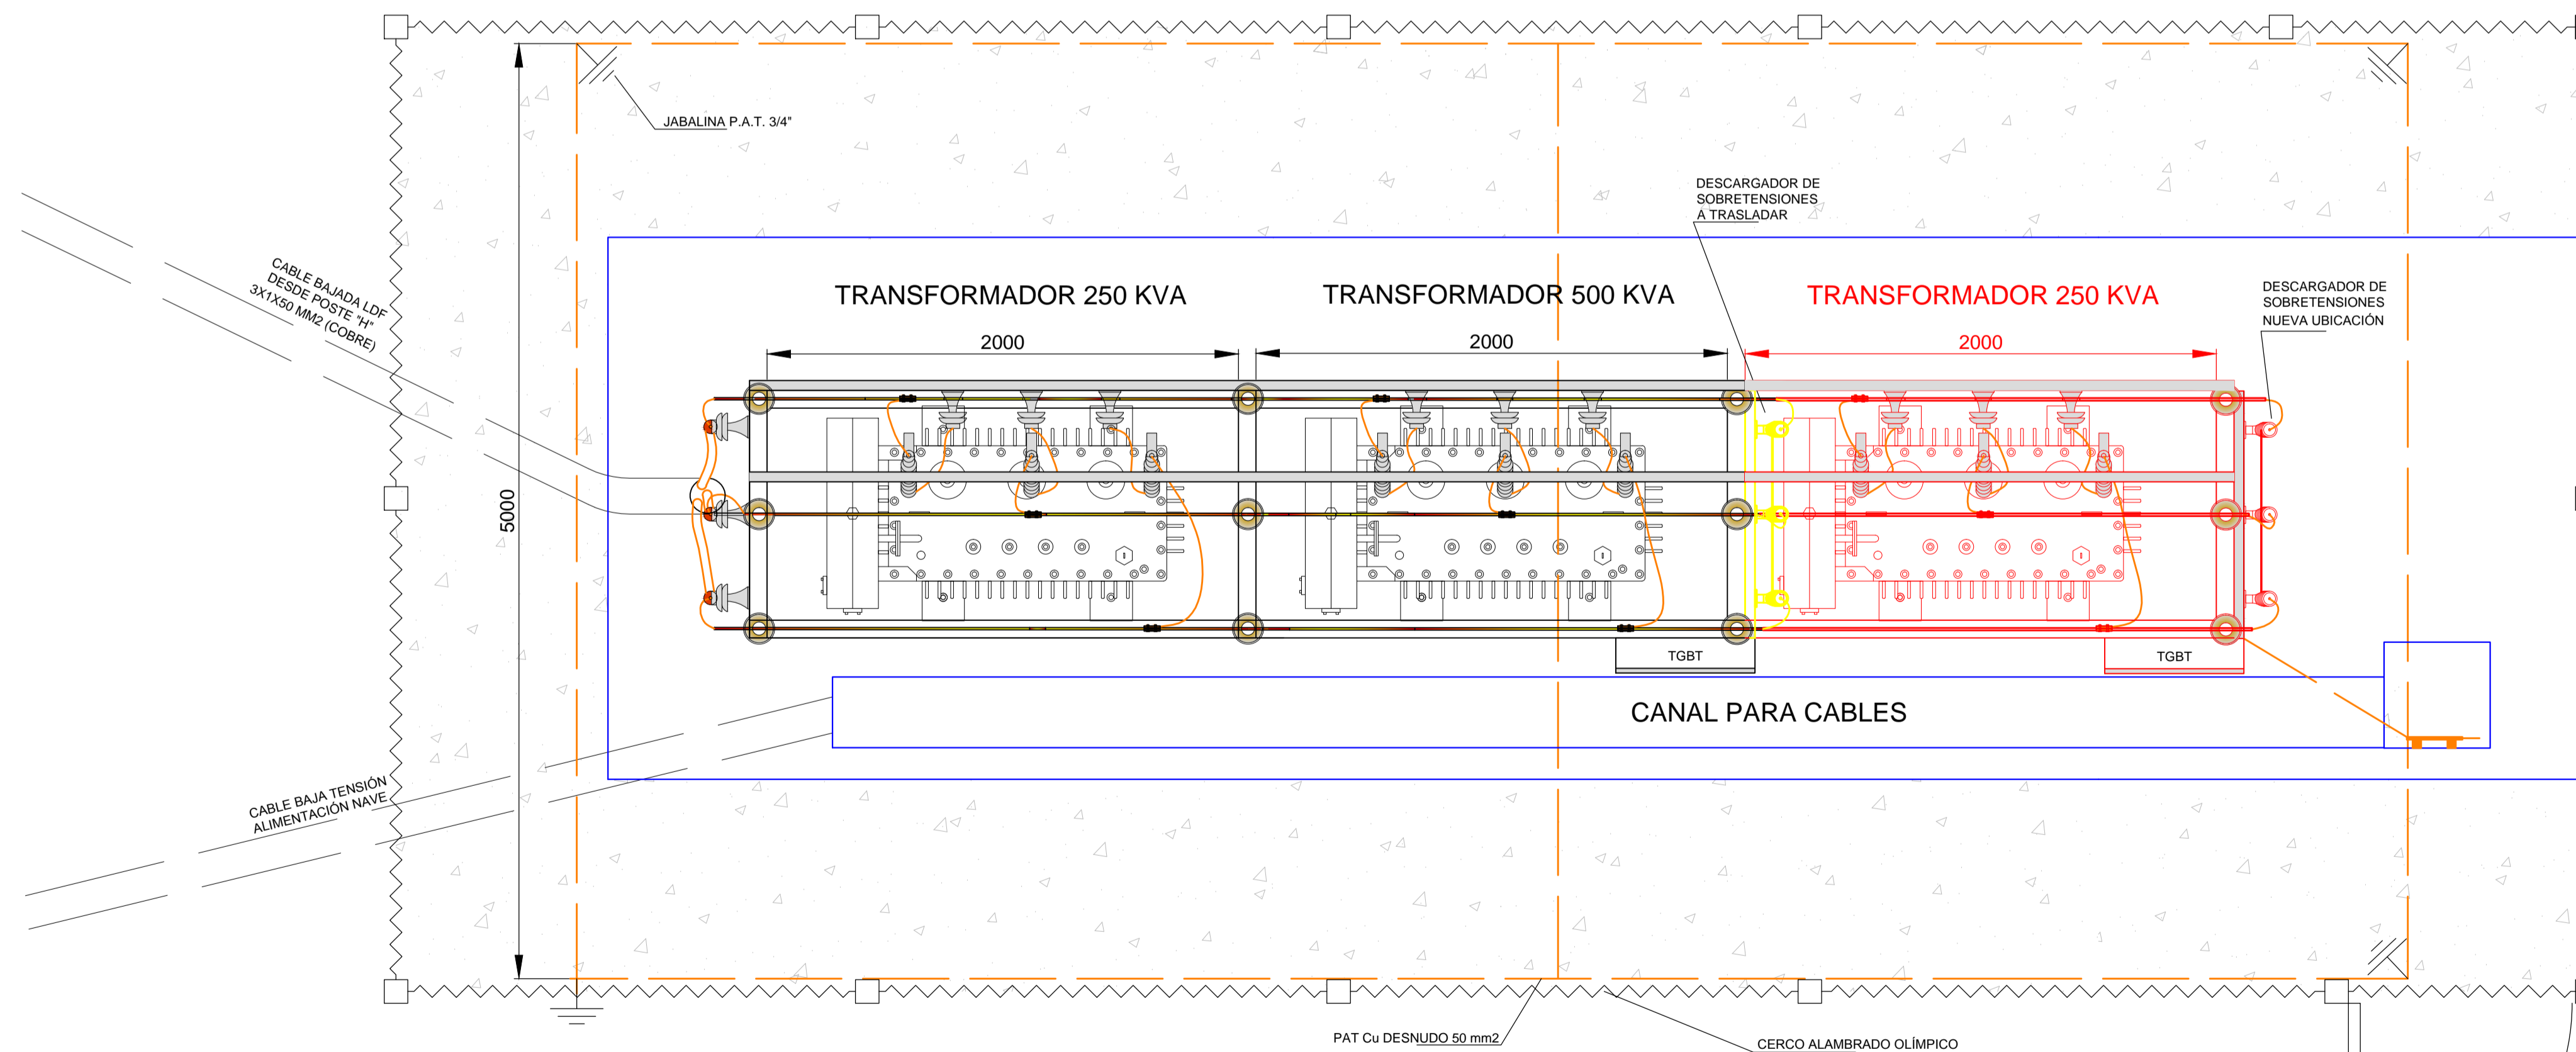 JABALINA P.A.T. 3/4"
DESCARGADOR DE
SOBRETENSIONES
A TRASLADAR
CABLE BAJADA LDF
DESDE POSTE "H"
3X1X50 MM2 (COBRE)
TRANSFORMADOR 250 KVA
TRANSFORMADOR 500 KVA
TRANSFORMADOR 250 KVA
DESCARGADOR DE
SOBRETENSIONES
NUEVA UBICACIÓN
2000
2000
2000
5000
TGBT
TGBT
CANAL PARA CABLES
CABLE BAJA TENSIÓN
ALIMENTACIÓN NAVE
PAT Cu DESNUDO 50 mm2
CERCO ALAMBRADO OLÍMPICO